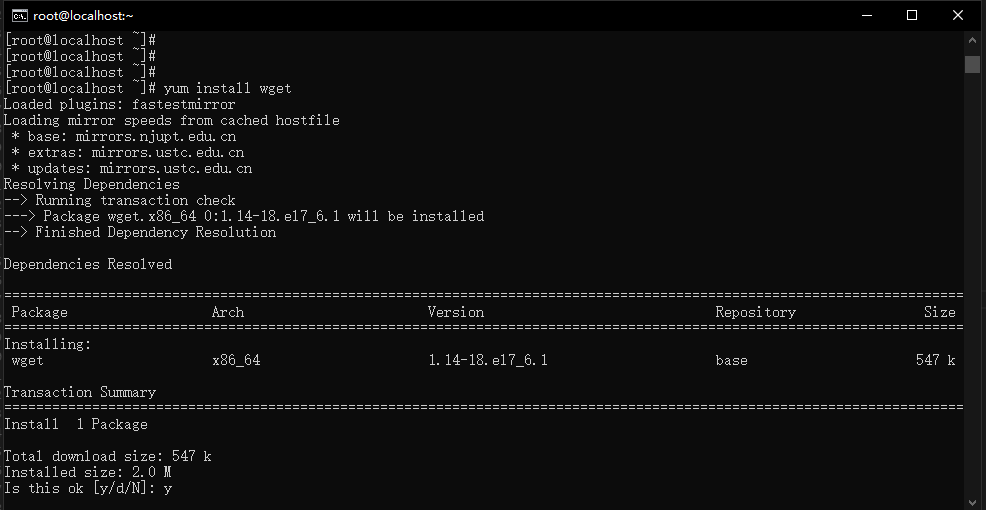 root@localhost:~
[root@localhost ~]#
[root@localhost ~]#
[root@localhost ~]#
[root@localhost ~]# yum install wget
Loaded plugins: fastestmirror
Loading mirror speeds from cached hostfile
 * base: mirrors.njupt.edu.cn
 * extras: mirrors.ustc.edu.cn
 * updates: mirrors.ustc.edu.cn
Resolving Dependencies
--> Running transaction check
---> Package wget.x86_64 0:1.14-18.el7_6.1 will be installed
--> Finished Dependency Resolution
Dependencies Resolved
================================================================================
Package Arch Version Repository Size
================================================================================
Installing:
wget x86_64 1.14-18.el7_6.1 base 547 k
Transaction Summary
================================================================================
Install  1 Package
Total download size: 547 k
Installed size: 2.0 M
Is this ok [y/d/N]: y